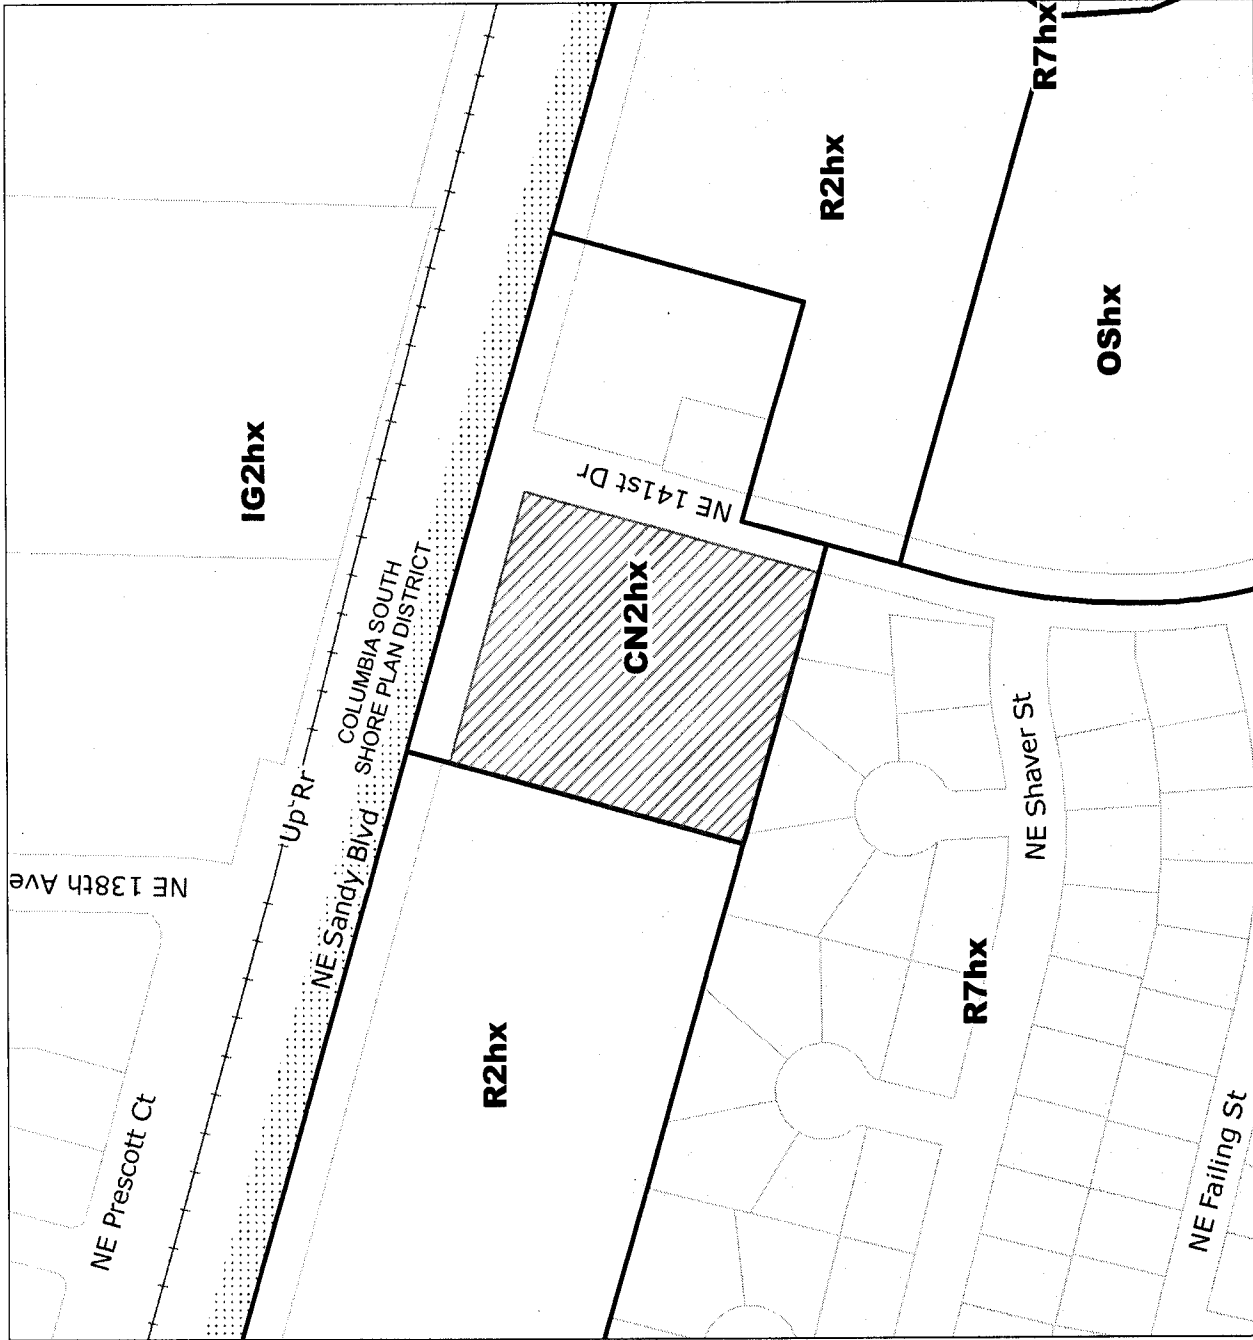 R7hx
R2hx
OShx
IG2hx
NE 141st Dr
CN2hx
COLUMBIA SOUTH
SHORE PLAN DISTRICT
Up Rr
NE Sandy Blvd
NE 138th Ave
NE Shaver St
R7hx
R2hx
NE Prescott Ct
NE Failing St